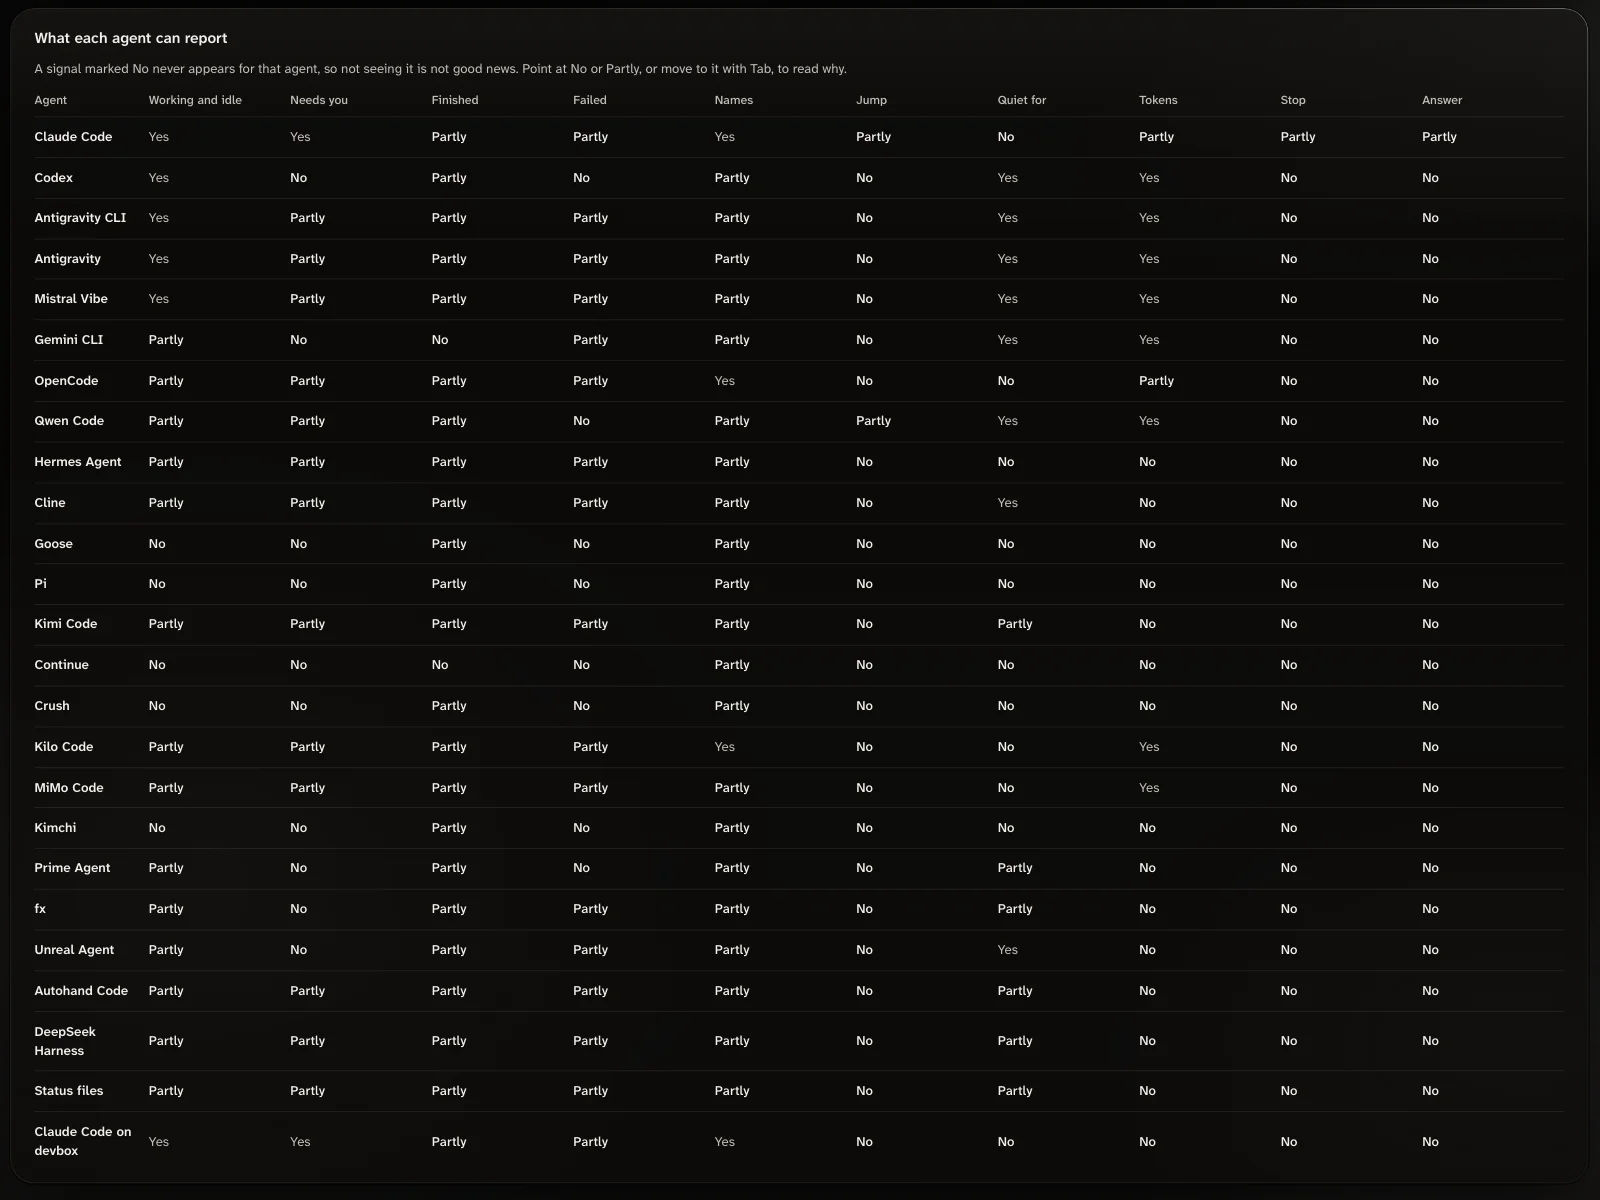 What each agent can report
A signal marked No never appears for that agent, so not seeing it is not good news. Point at No or Partly, or move to it with Tab, to read why.
Agent Working and idle Needs you Finished Failed Names Jump Quiet for Tokens Stop Answer
Claude Code Yes Yes Partly Partly Yes Partly No Partly Partly Partly
Codex Yes No Partly No Partly No Yes Yes No No
Antigravity CLI Yes Partly Partly Partly Partly No Yes Yes No No
Antigravity Yes Partly Partly Partly Partly No Yes Yes No No
Mistral Vibe Yes Partly Partly Partly Partly No Yes Yes No No
Gemini CLI Partly No No Partly Partly No Yes Yes No No
OpenCode Partly Partly Partly Partly Yes No No Partly No No
Qwen Code Partly Partly Partly No Partly Partly Yes Yes No No
Hermes Agent Partly Partly Partly Partly Partly No No No No No
Cline Partly Partly Partly Partly Partly No Yes No No No
Goose No No Partly No Partly No No No No No
Pi No No Partly No Partly No No No No No
Kimi Code Partly Partly Partly Partly Partly No Partly No No No
Continue No No No No Partly No No No No No
Crush No No Partly No Partly No No No No No
Kilo Code Partly Partly Partly Partly Yes No No Yes No No
MiMo Code Partly Partly Partly Partly Partly No No Yes No No
Kimchi No No Partly No Partly No No No No No
Prime Agent Partly No Partly No Partly No Partly No No No
fx Partly No Partly Partly Partly No Partly No No No
Unreal Agent Partly No Partly Partly Partly No Yes No No No
Autohand Code Partly Partly Partly Partly Partly No Partly No No No
DeepSeek
Harness Partly Partly Partly Partly Partly No Partly No No No
Status files Partly Partly Partly Partly Partly No Partly No No No
Claude Code on
devbox Yes Yes Partly Partly Yes No No No No No